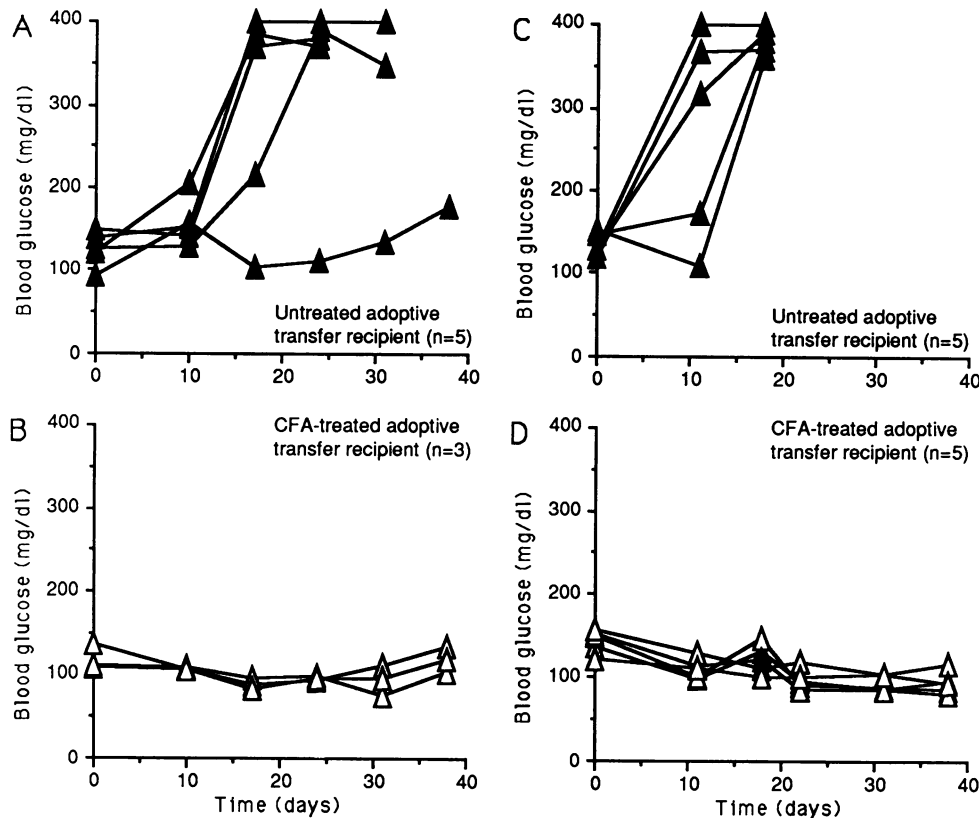 A
400
300
200
100
0
Blood glucose (mg/dl)
Untreated adoptive
transfer recipient (n=5)
0
10
20
30
40
C
400
300
200
100
0
Blood glucose (mg/dl)
Untreated adoptive
transfer recipient (n=5)
0
10
20
30
40
B
400
300
200
100
0
Blood glucose (mg/dl)
CFA-treated adoptive
transfer recipient (n=3)
0
10
20
30
40
Time (days)
D
400
300
200
100
0
Blood glucose (mg/dl)
CFA-treated adoptive
transfer recipient (n=5)
0
10
20
30
40
Time (days)